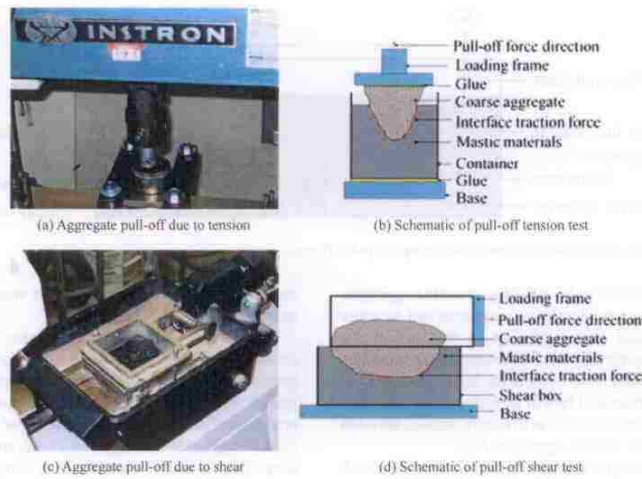 INSTRON
Pull-off force direction
Loading frame
Glue
Coarse aggregate
Interface traction force
Mastic materials
Container
Glue
Base
(a) Aggregate pull-off due to tension
(b) Schematic of pull-off tension test
Loading frame
Pull-off force direction
Coarse aggregate
Mastic materials
Interface traction force
Shear box
Base
(c) Aggregate pull-off due to shear
(d) Schematic of pull-off shear test